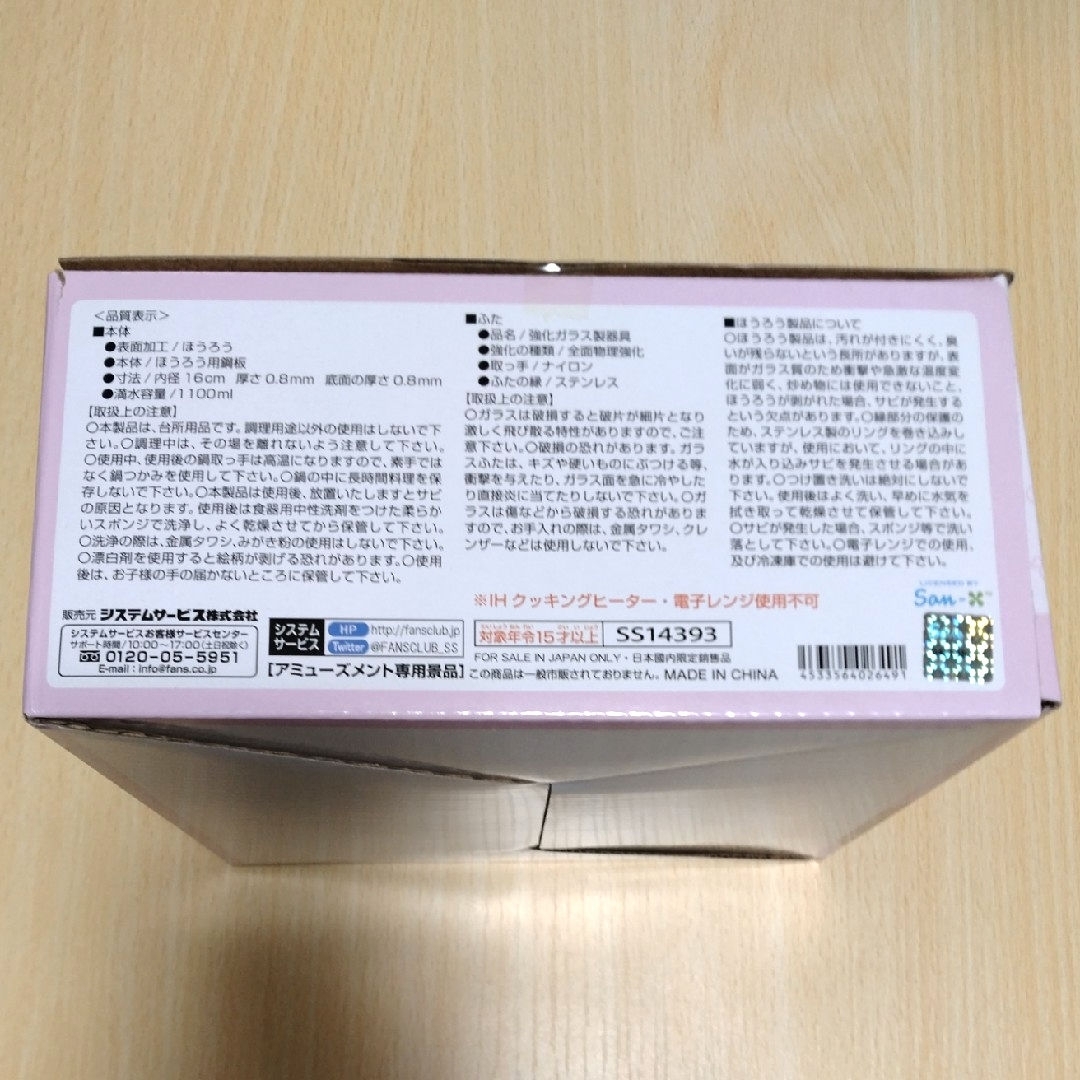 <品質表示>
■本体
●表面加工/ほうろう
●本体/ほうろう用鋼板
●寸法/内径16cm 厚さ0.8mm 底面の厚さ0.8mm
●満水容量/1100ml
【取扱上の注意】
○本製品は、台所用品です。調理用途以外の使用はしないで下
さい。○調理中は、その場を離れないよう注意して下さい。
○使用中、使用後の鍋取っ手は高温になりますので、素手では
なく鍋つかみを使用して下さい。○鍋の中に長時間料理を保
存しないで下さい。○本製品は使用後、放置いたしますとサビ
の原因となります。使用後は食器用中性洗剤をつけた柔らか
いスポンジで洗浄し、よく乾燥させてから保管して下さい。
○洗浄の際は、金属タワシ、みがき粉の使用はしないで下さい。
○漂白剤を使用すると絵柄が剥げる恐れがあります。○使用
後は、お子様の手の届かないところに保管して下さい。
■ふた
●品名/強化ガラス製器具
●強化の種類/全面物理強化
●取っ手/ナイロン
●ふたの縁/ステンレス
【取扱上の注意】
○ガラスは破損すると破片が細片となり
激しく飛び散る特性がありますので、ご注
意下さい。○破損の恐れがあります。ガ
ラスふたは、キズや硬いものにぶつける等、
衝撃を与えたり、ガラス面を急に冷やした
り直接炎に当てたりしないで下さい。○ガ
ラスは傷などから破損する恐れがありま
すので、お手入れの際は、金属タワシ、クレ
ンザーなどは使用しないで下さい。
■ほうろう製品について
○ほうろう製品は、汚れが付きにくく、臭
いが残らないという長所がありますが、表
面がガラス質のため衝撃や急激な温度変
化に弱く、炒め物には使用できないこと、
ほうろうが剥がれた場合、サビが発生する
という欠点があります。○縁部分の保護の
ため、ステンレス製のリングを巻き込みし
ていますが、使用において、リングの中に
水が入り込みサビを発生させる場合があ
ります。○つけ置き洗いは絶対にしないで
下さい。使用後はよく洗い、早めに水気を
拭き取って乾燥させて保管して下さい。
○サビが発生した場合、スポンジ等で洗い
落として下さい。○電子レンジでの使用、
及び冷凍庫での使用は避けて下さい。
※IHクッキングヒーター・電子レンジ使用不可
販売元 システムサービス株式会社
システムサービスお客様サービスセンター
サポート時間/10:00〜17:00(土日祝除く)
0120-05-5951
E-mail:info@fans.co.jp
システム
サービス
HP http://fansclub.jp
Twitter @FANSCLUB_SS
【アミューズメント専用景品】
対象年令15才以上 SS14393
FOR SALE IN JAPAN ONLY・日本國内限定銷售品
この商品は一般市販されておりません。MADE IN CHINA
4533564026491
LICENSED BY
San-X